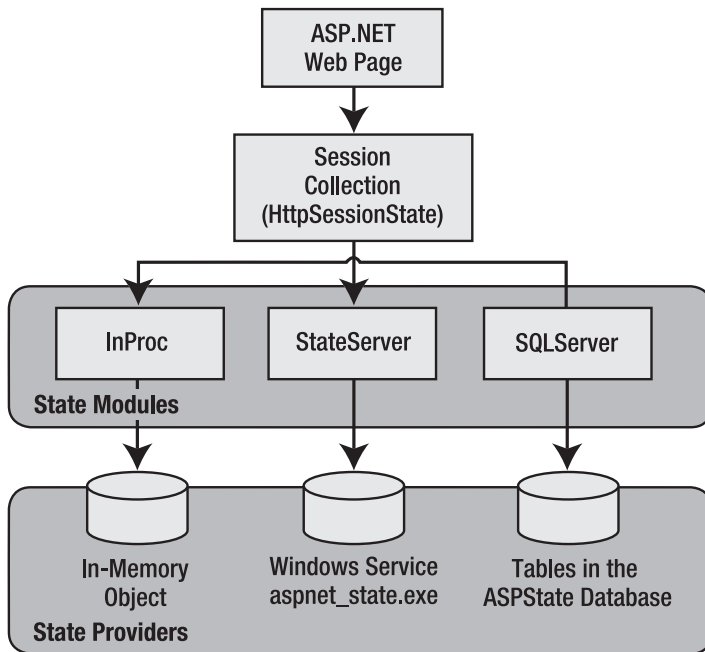 ASP.NET
Web Page
Session
Collection
(HttpSessionState)
InProc
StateServer
SQLServer
State Modules
In-Memory
Object
Windows Service
aspnet_state.exe
Tables in the
ASPState Database
State Providers